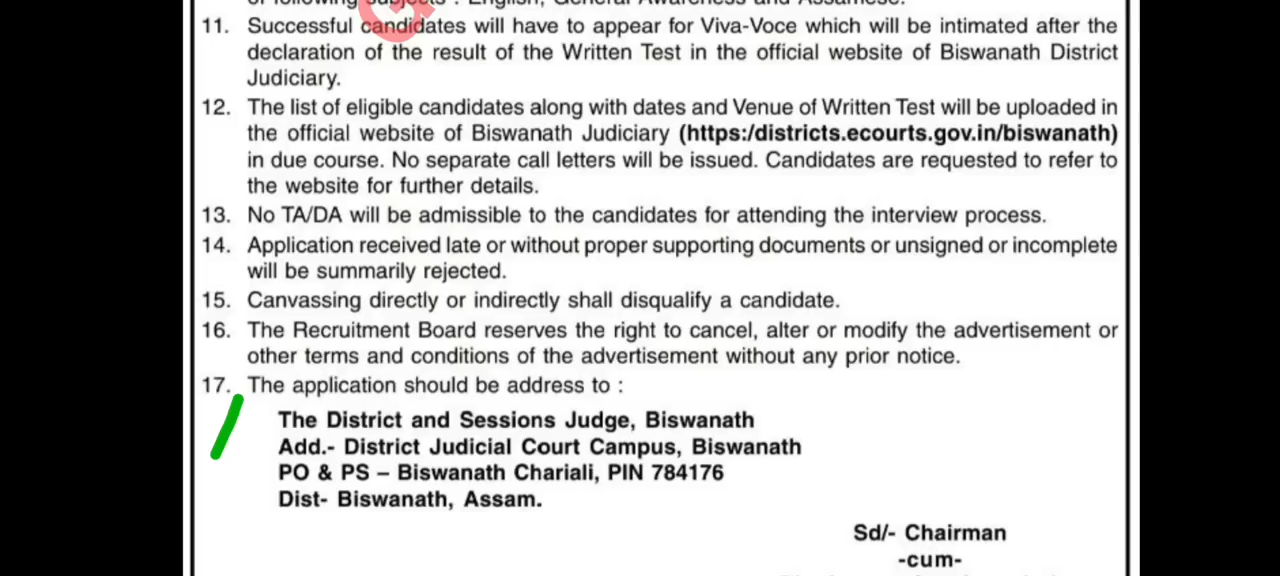 of following subjects : English, General Awareness and Assamese.
11. Successful candidates will have to appear for Viva-Voce which will be intimated after the
declaration of the result of the Written Test in the official website of Biswanath District
Judiciary.
12. The list of eligible candidates along with dates and Venue of Written Test will be uploaded in
the official website of Biswanath Judiciary (https:/districts.ecourts.gov.in/biswanath)
in due course. No separate call letters will be issued. Candidates are requested to refer to
the website for further details.
13. No TA/DA will be admissible to the candidates for attending the interview process.
14. Application received late or without proper supporting documents or unsigned or incomplete
will be summarily rejected.
15. Canvassing directly or indirectly shall disqualify a candidate.
16. The Recruitment Board reserves the right to cancel, alter or modify the advertisement or
other terms and conditions of the advertisement without any prior notice.
17. The application should be address to :
The District and Sessions Judge, Biswanath
Add.- District Judicial Court Campus, Biswanath
PO & PS – Biswanath Chariali, PIN 784176
Dist- Biswanath, Assam.
Sd/- Chairman
-cum-